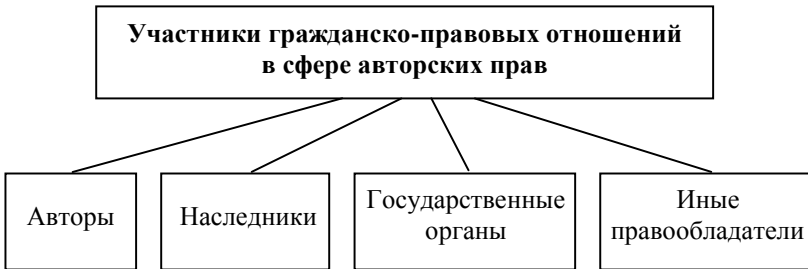 Участники гражданско-правовых отношений
в сфере авторских прав
Авторы
Наследники
Государственные
органы
Иные
правообладатели